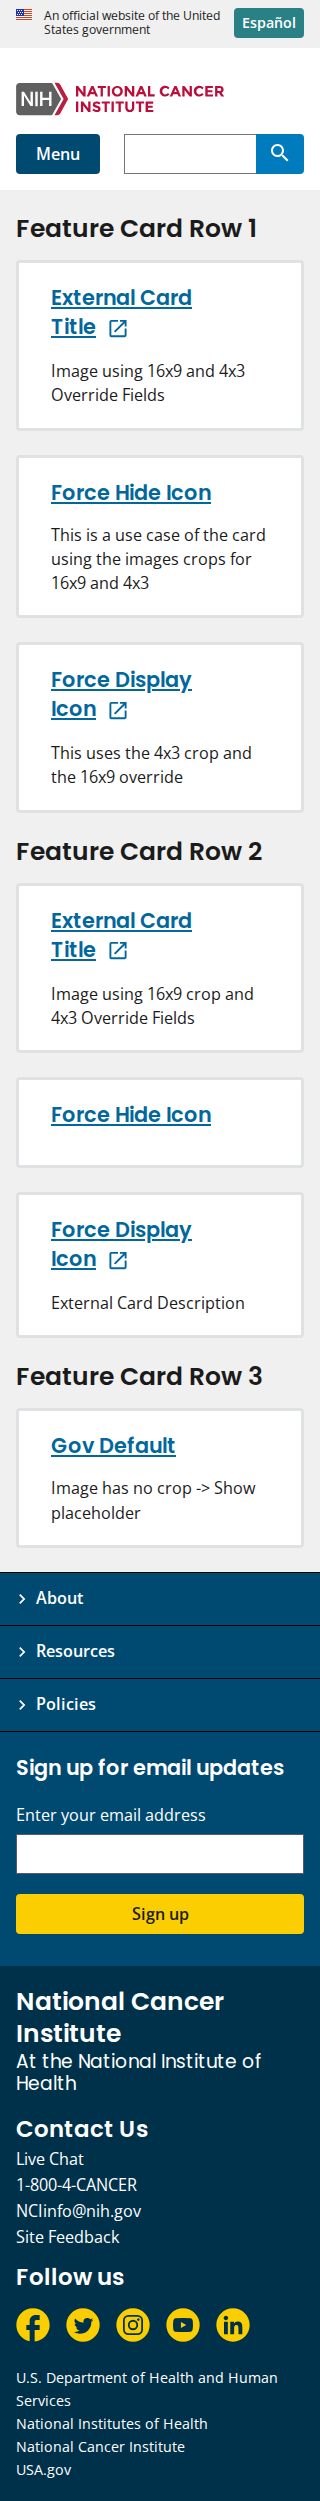 An official website of the United
States government
Español
NIH NATIONAL CANCER
INSTITUTE
Menu
Feature Card Row 1
External Card
Title
Image using 16x9 and 4x3
Override Fields
Force Hide Icon
This is a use case of the card
using the images crops for
16x9 and 4x3
Force Display
Icon
This uses the 4x3 crop and
the 16x9 override
Feature Card Row 2
External Card
Title
Image using 16x9 crop and
4x3 Override Fields
Force Hide Icon
Force Display
Icon
External Card Description
Feature Card Row 3
Gov Default
Image has no crop -> Show
placeholder
About
Resources
Policies
Sign up for email updates
Enter your email address
Sign up
National Cancer
Institute
At the National Institute of
Health
Contact Us
Live Chat
1-800-4-CANCER
NCIinfo@nih.gov
Site Feedback
Follow us
U.S. Department of Health and Human
Services
National Institutes of Health
National Cancer Institute
USA.gov